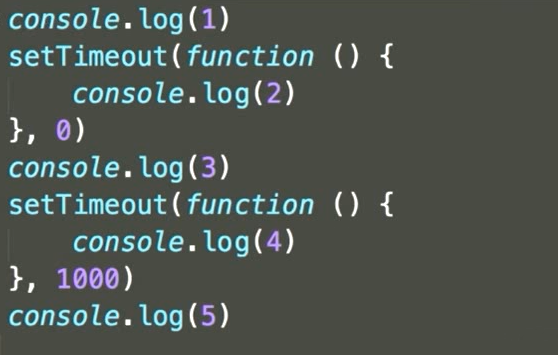 console.log(1)
setTimeout(function () {
    console.log(2)
}, 0)
console.log(3)
setTimeout(function () {
    console.log(4)
}, 1000)
console.log(5)